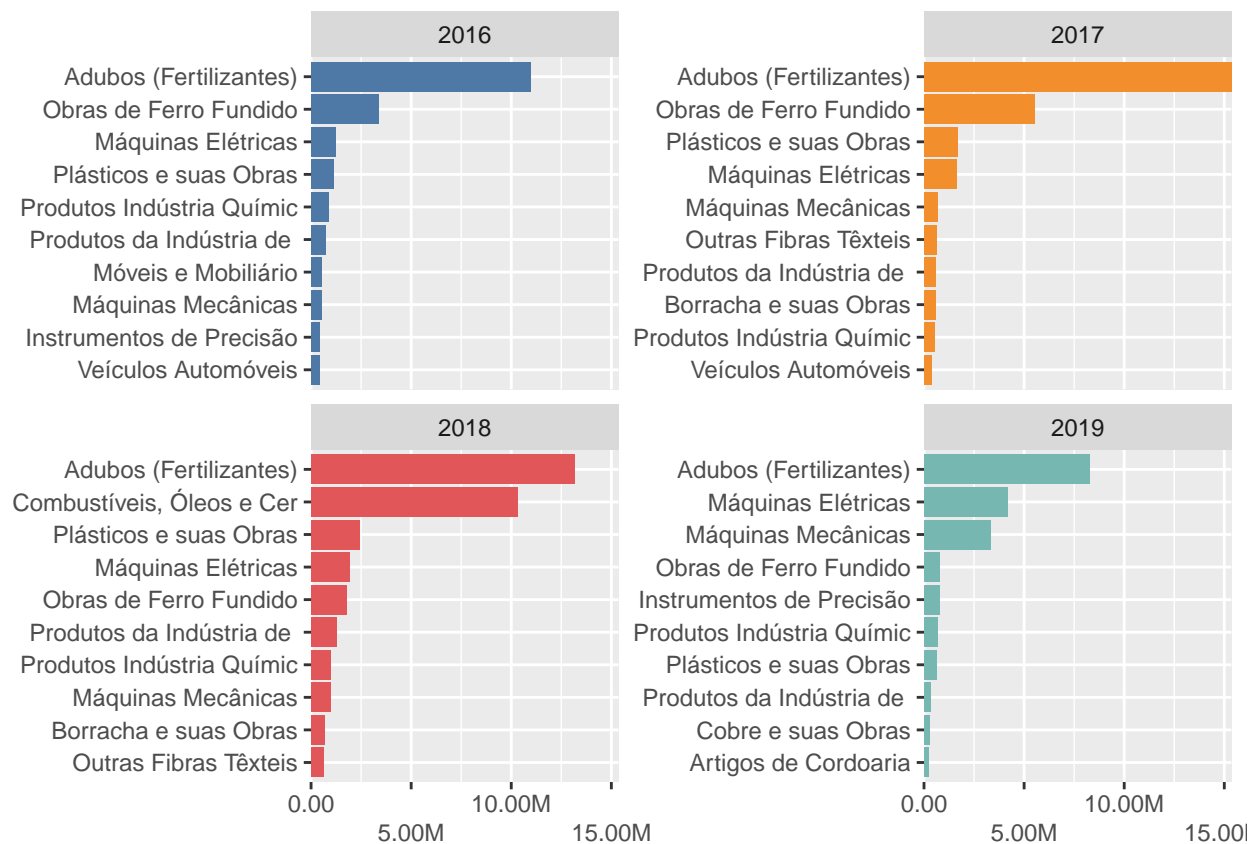 2016
Adubos (Fertilizantes)
Obras de Ferro Fundido
Máquinas Elétricas
Plásticos e suas Obras
Produtos Indústria Químic
Produtos da Indústria de
Móveis e Mobiliário
Máquinas Mecânicas
Instrumentos de Precisão
Veículos Automóveis
2017
Adubos (Fertilizantes)
Obras de Ferro Fundido
Plásticos e suas Obras
Máquinas Elétricas
Máquinas Mecânicas
Outras Fibras Têxteis
Produtos da Indústria de
Borracha e suas Obras
Produtos Indústria Químic
Veículos Automóveis
2018
Adubos (Fertilizantes)
Combustíveis, Óleos e Cer
Plásticos e suas Obras
Máquinas Elétricas
Obras de Ferro Fundido
Produtos da Indústria de
Produtos Indústria Químic
Máquinas Mecânicas
Borracha e suas Obras
Outras Fibras Têxteis
0.00 10.00M
5.00M 15.00M
2019
Adubos (Fertilizantes)
Máquinas Elétricas
Máquinas Mecânicas
Obras de Ferro Fundido
Instrumentos de Precisão
Produtos Indústria Químic
Plásticos e suas Obras
Produtos da Indústria de
Cobre e suas Obras
Artigos de Cordoaria
0.00 10.00M
5.00M 15.00